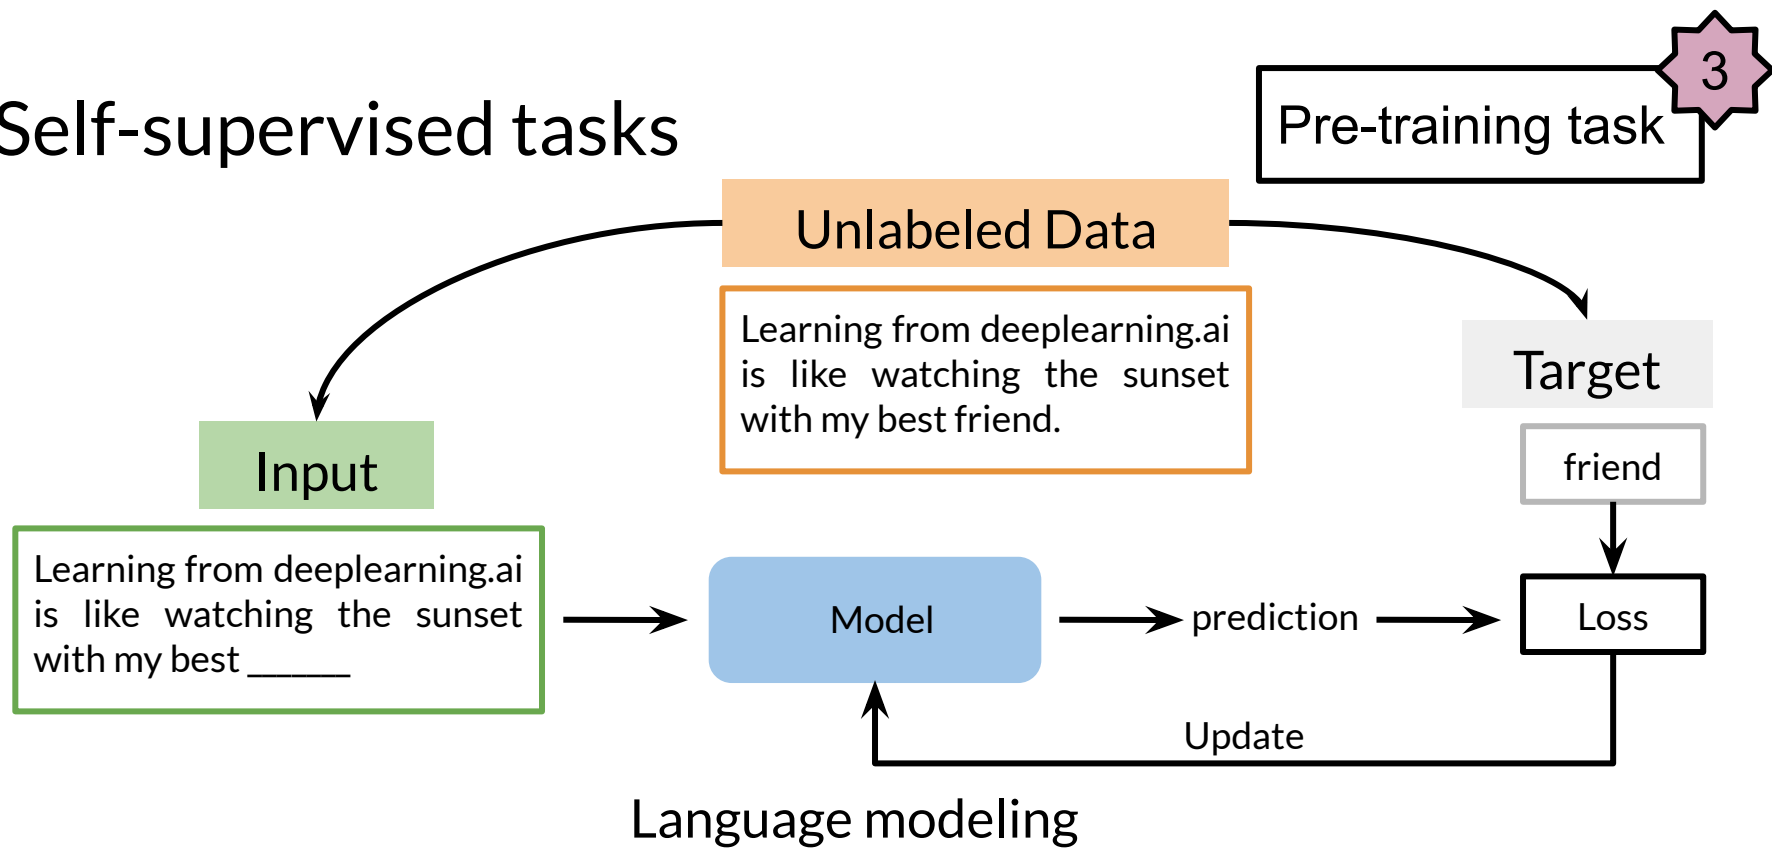 Self-supervised tasks
Pre-training task
3
Unlabeled Data
Learning from deeplearning.ai
is like watching the sunset
with my best friend.
Target
friend
Input
Learning from deeplearning.ai
is like watching the sunset
with my best _______
Model
prediction
Loss
Update
Language modeling